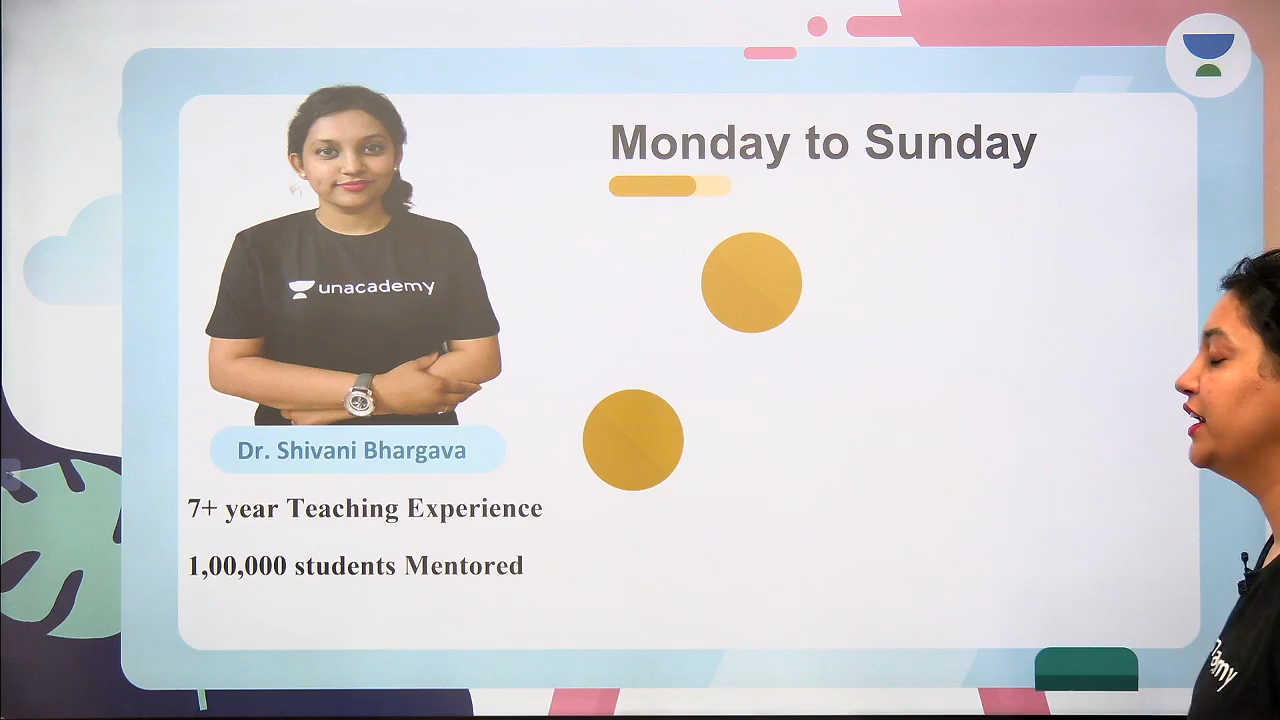 Monday to Sunday
unacademy
Dr. Shivani Bhargava
7+ year Teaching Experience
1,00,000 students Mentored